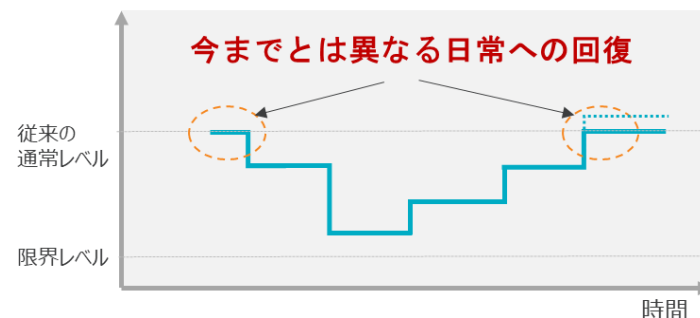 今までとは異なる日常への回復
従来の
通常レベル
限界レベル
時間